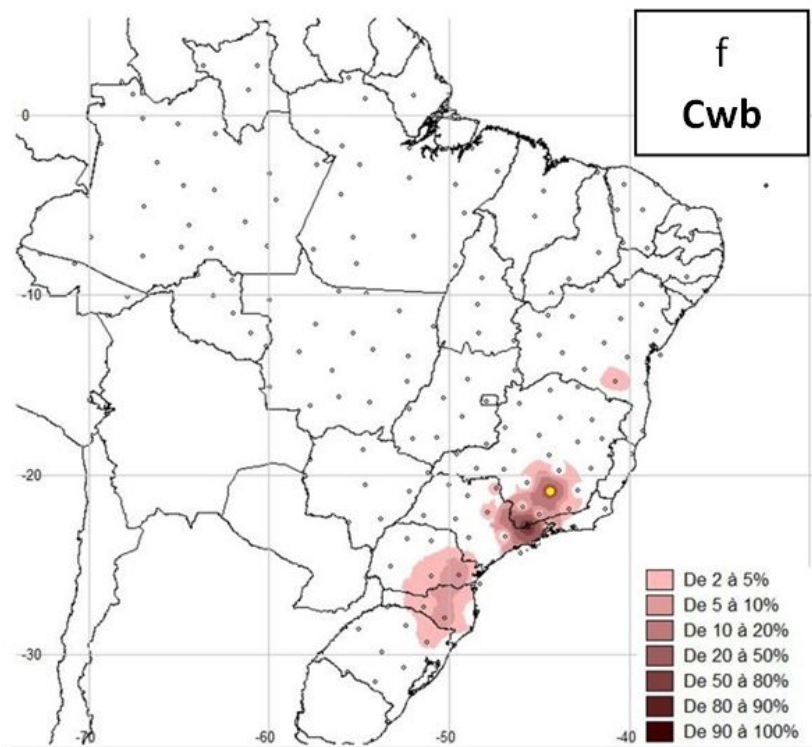 f
Cwb
0
-10
-20
-30
-70
-60
-50
-40
De 2 à 5%
De 5 à 10%
De 10 à 20%
De 20 à 50%
De 50 à 80%
De 80 à 90%
De 90 à 100%